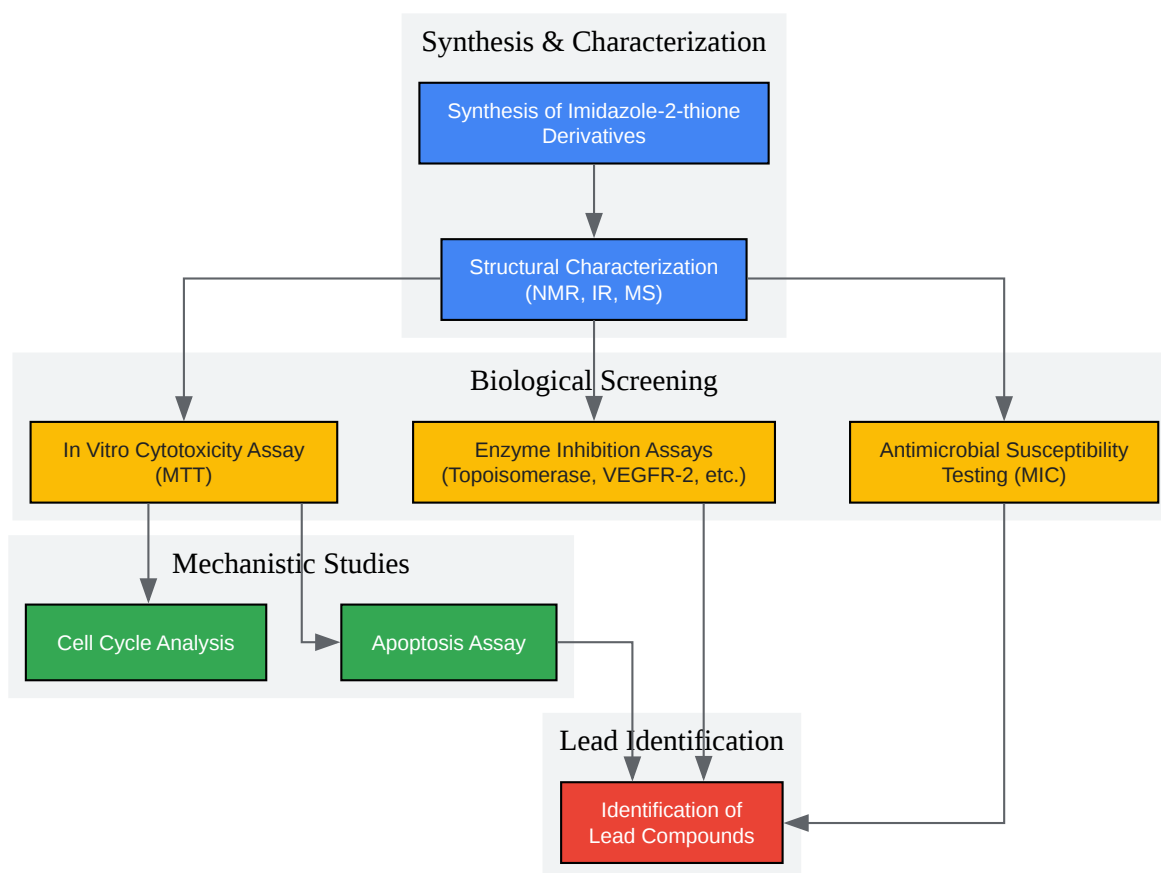 Synthesis & Characterization
Synthesis of Imidazole-2-thione
Derivatives
Structural Characterization
(NMR, IR, MS)
Biological Screening
In Vitro Cytotoxicity Assay
(MTT)
Enzyme Inhibition Assays
(Topoisomerase, VEGFR-2, etc.)
Antimicrobial Susceptibility
Testing (MIC)
Mechanistic Studies
Cell Cycle Analysis
Apoptosis Assay
Lead Identification
Identification of
Lead Compounds